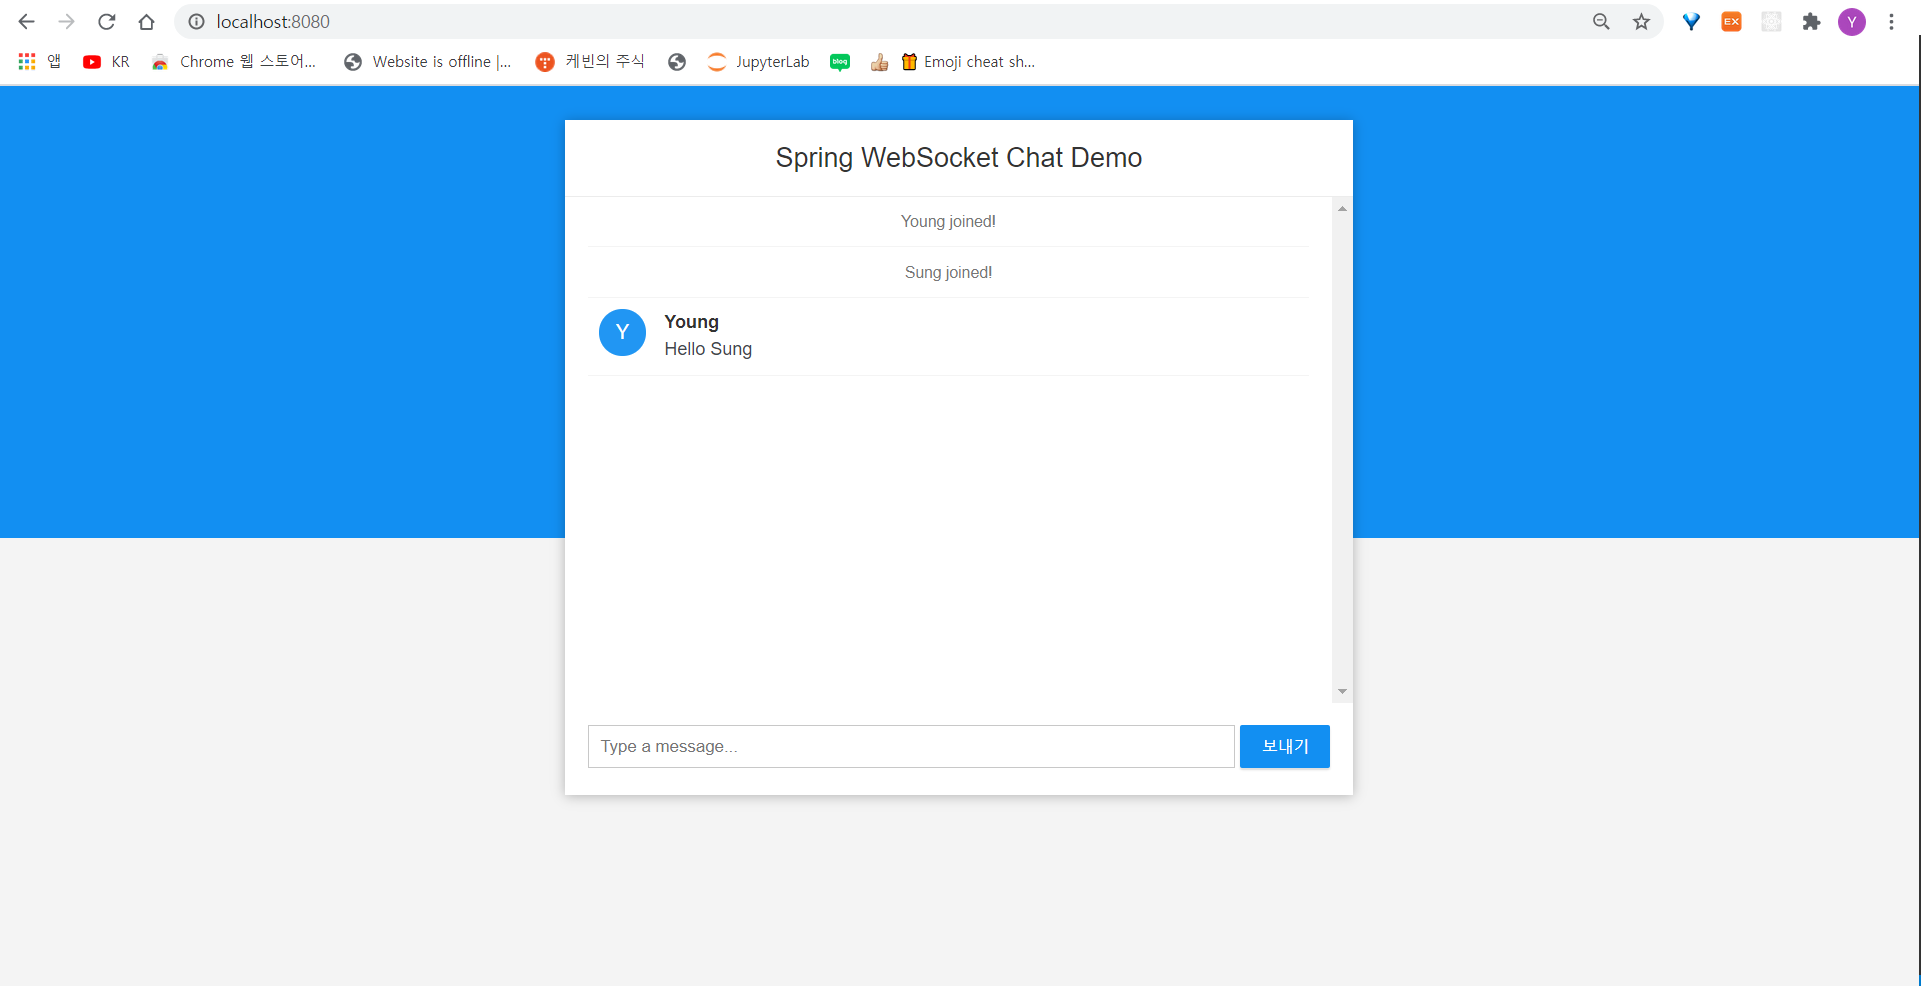 localhost:8080
EX
Y
앱
KR
Chrome 웹 스토어...
Website is offline |...
케빈의 주식
JupyterLab
blog
Emoji cheat sh...
Spring WebSocket Chat Demo
Young joined!
Sung joined!
Y
Young
Hello Sung
Type a message...
보내기